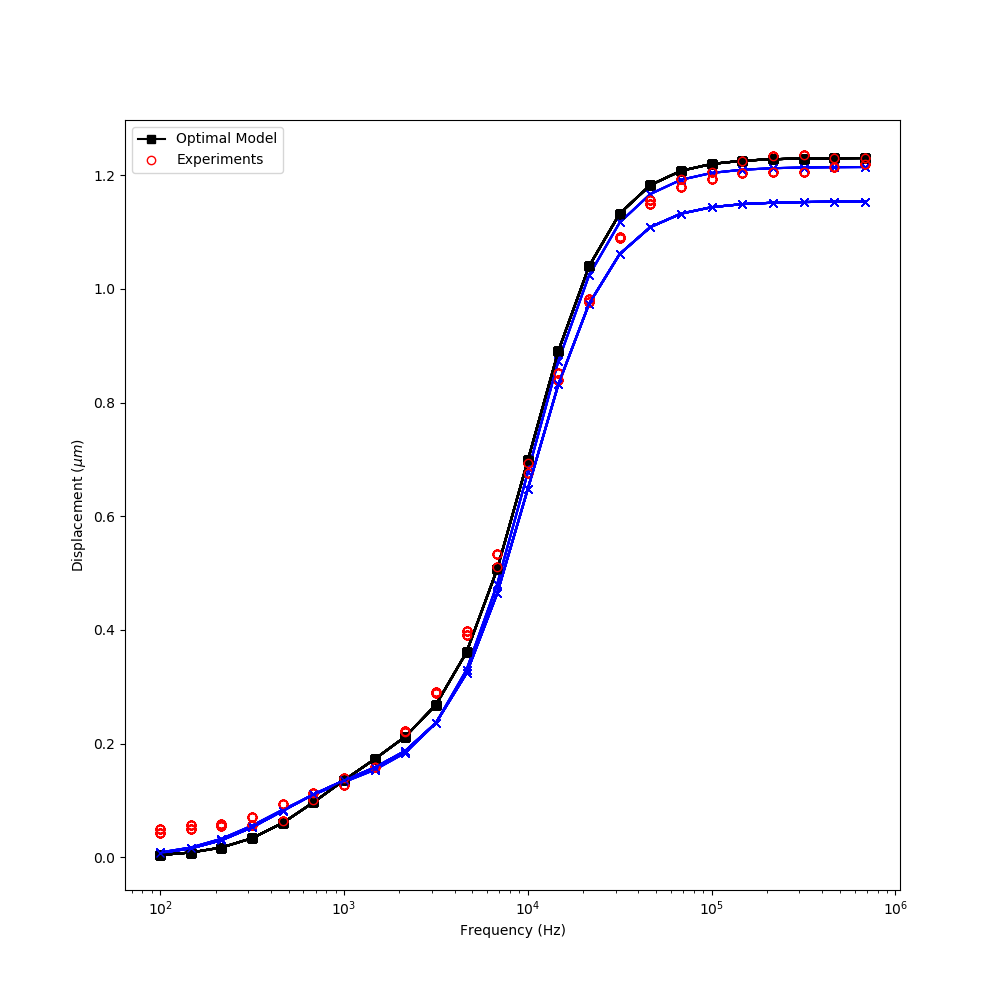 Optimal Model
Experiments
1.2
1.0
0.8
0.6
0.4
0.2
0.0
Displacement (μm)
10² 10³ 10⁴ 10⁵ 10⁶
Frequency (Hz)